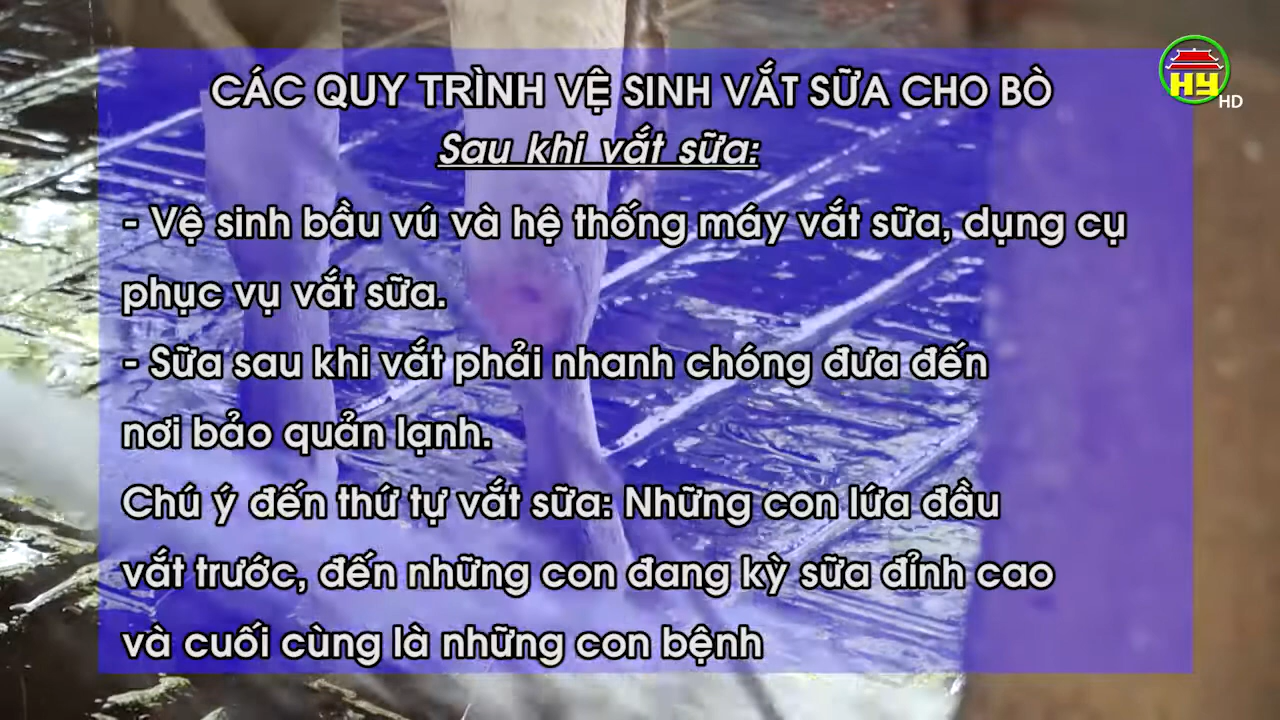 CÁC QUY TRÌNH VỆ SINH VẮT SỮA CHO BÒ
HY
HD
Sau khi vắt sữa:
- Vệ sinh bầu vú và hệ thống máy vắt sữa, dụng cụ
phục vụ vắt sữa.
- Sữa sau khi vắt phải nhanh chóng đưa đến
nơi bảo quản lạnh.
Chú ý đến thứ tự vắt sữa: Những con lứa đầu
vắt trước, đến những con đang kỳ sữa đỉnh cao
và cuối cùng là những con bệnh